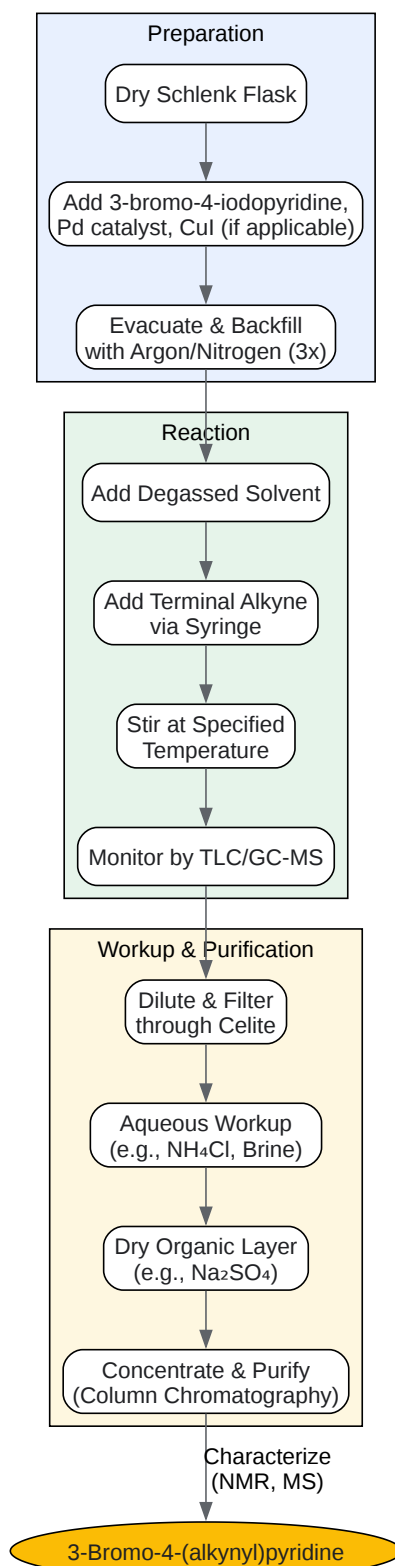 Preparation
Dry Schlenk Flask
Add 3-bromo-4-iodopyridine,
Pd catalyst, CuI (if applicable)
Evacuate & Backfill
with Argon/Nitrogen (3x)
Reaction
Add Degassed Solvent
Add Terminal Alkyne
via Syringe
Stir at Specified
Temperature
Monitor by TLC/GC-MS
Workup & Purification
Dilute & Filter
through Celite
Aqueous Workup
(e.g., NH₄Cl, Brine)
Dry Organic Layer
(e.g., Na₂SO₄)
Concentrate & Purify
(Column Chromatography)
Characterize
(NMR, MS)
3-Bromo-4-(alkynyl)pyridine